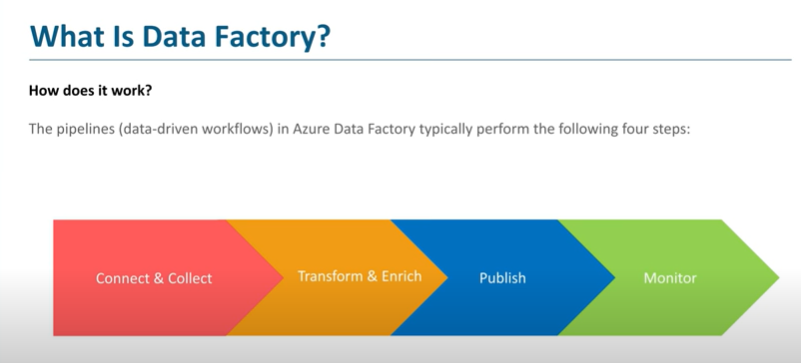 What Is Data Factory?
How does it work?
The pipelines (data-driven workflows) in Azure Data Factory typically perform the following four steps:
Connect & Collect
Transform & Enrich
Publish
Monitor